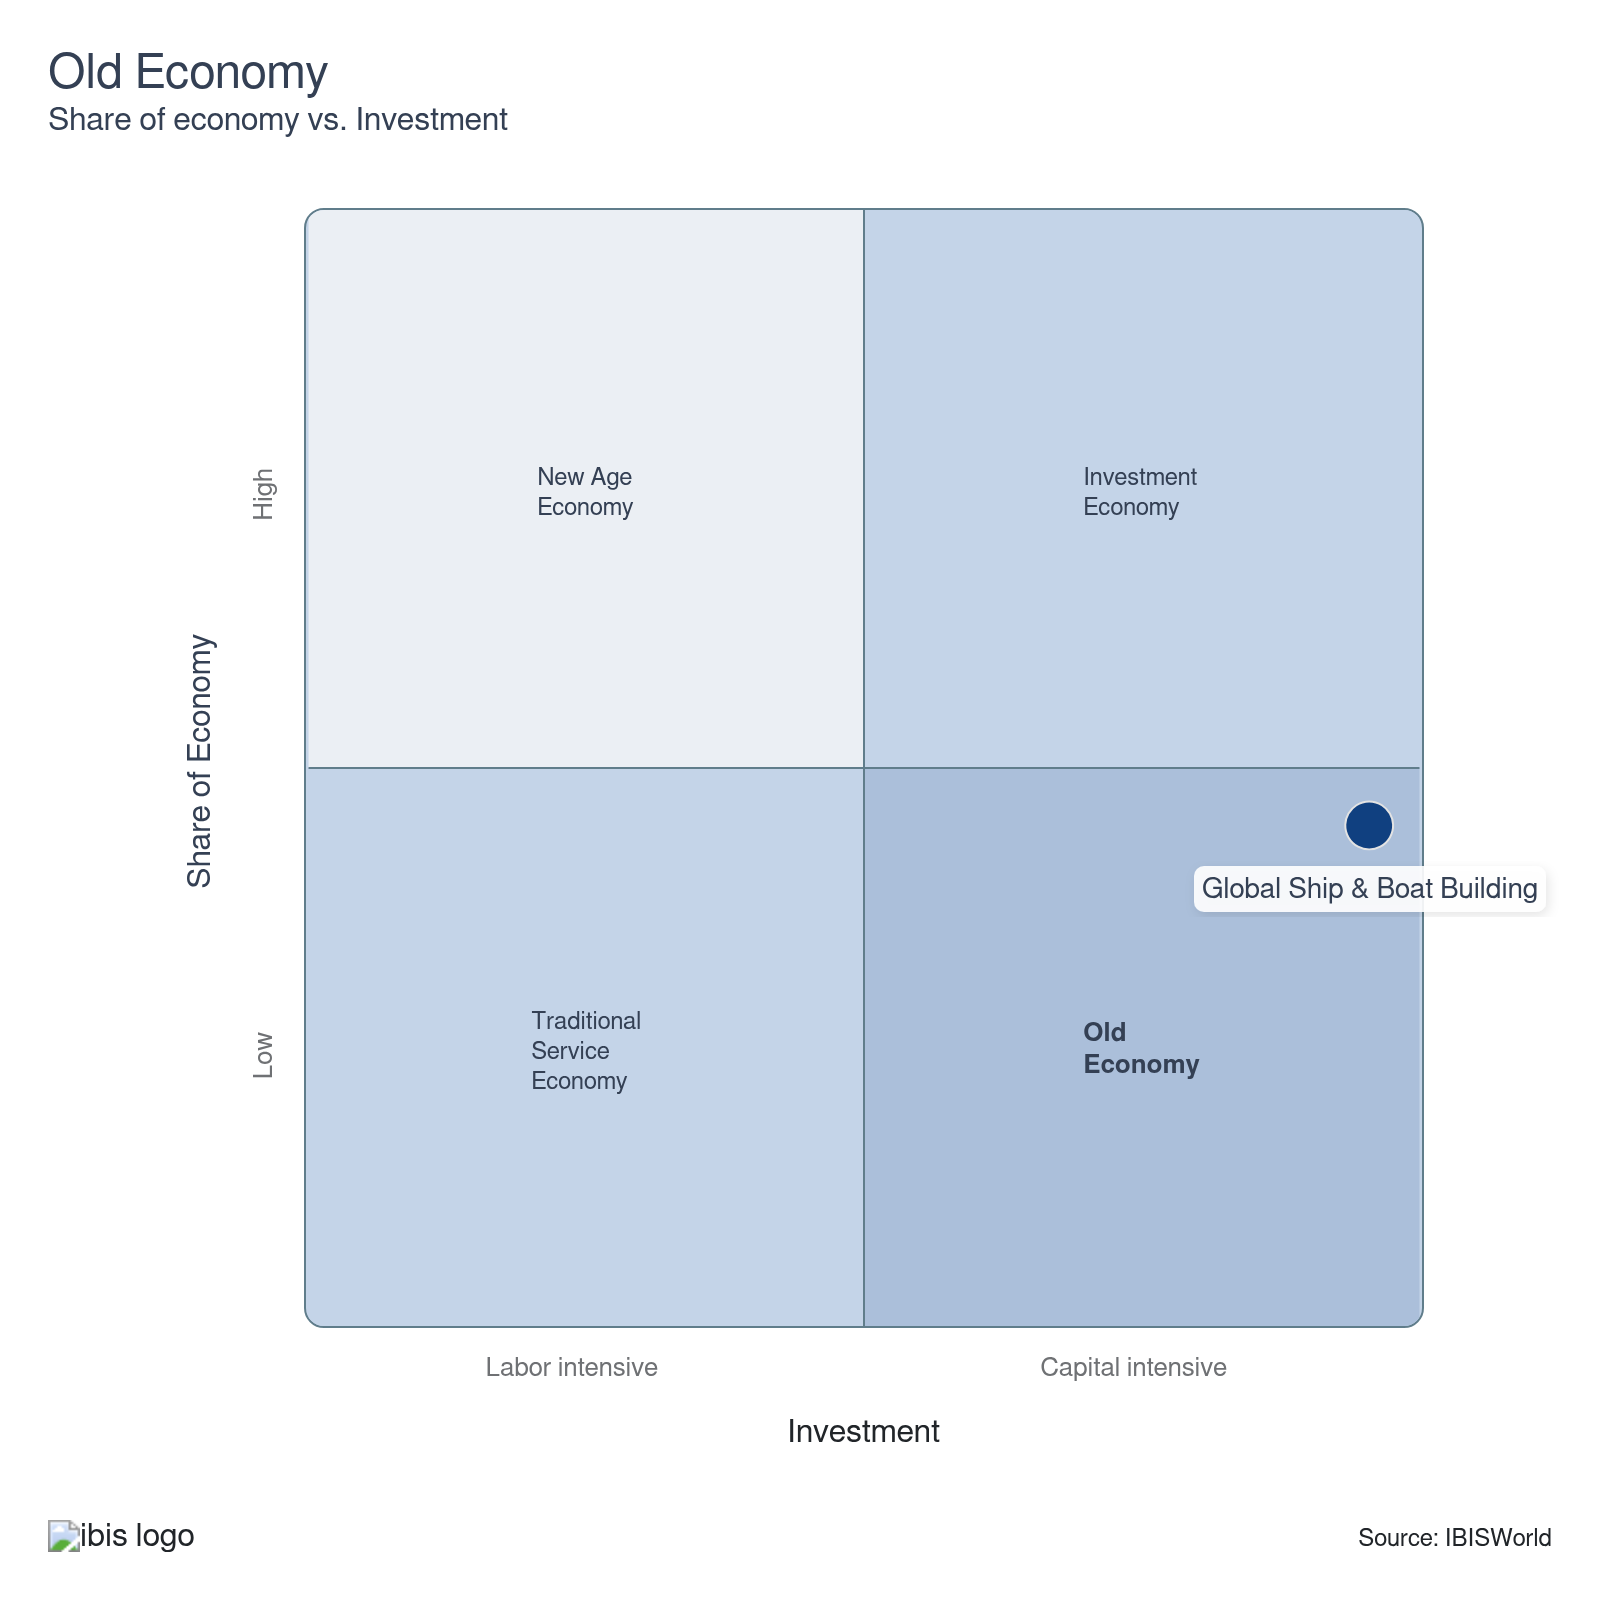 Old Economy
Share of economy vs. Investment
New Age
Economy
Investment
Economy
High
Share of Economy
Global Ship & Boat Building
Traditional
Service
Economy
Old
Economy
Low
Labor intensive
Capital intensive
Investment
ibis logo
Source: IBISWorld